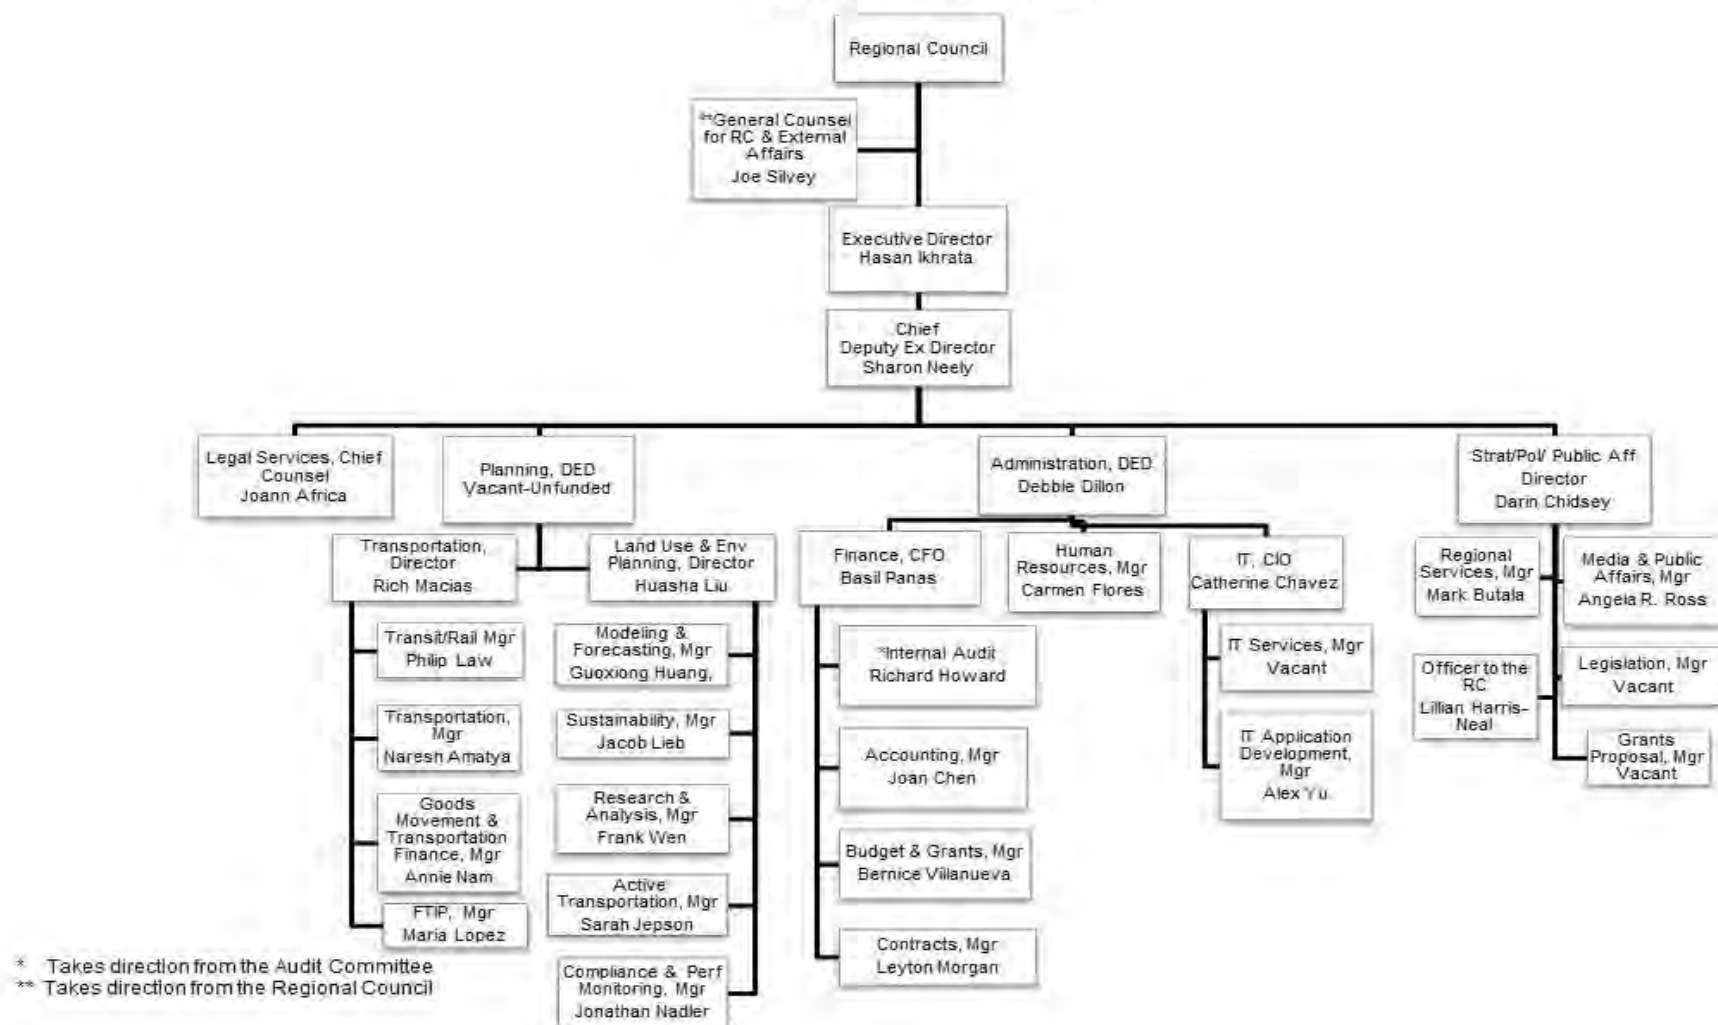 Regional Council
**General Counsel
for RC & External
Affairs
Joe Silvey
Executive Director
Hasan Ikhrata
Chief
Deputy Ex Director
Sharon Neely
Legal Services, Chief
Counsel
Joann Africa
Planning, DED
Vacant-Unfunded
Administration, DED
Debbie Dillon
Strat/Pol/ Public Aff
Director
Darin Chidsey
Transportation,
Director
Rich Macias
Land Use & Env
Planning, Director
Huasha Liu
Finance, CFO
Basil Panas
Human
Resources, Mgr
Carmen Flores
IT, CIO
Catherine Chavez
Regional
Services, Mgr
Mark Butala
Media & Public
Affairs, Mgr
Angela R. Ross
Transit/Rail Mgr
Philip Law
Transportation,
Mgr
Naresh Amatya
Goods
Movement &
Transportation
Finance, Mgr
Annie Nam
FTIP, Mgr
Maria Lopez
Modeling &
Forecasting, Mgr
Guoxiong Huang,
Sustainability, Mgr
Jacob Lieb
Research &
Analysis, Mgr
Frank Wen
Active
Transportation, Mgr
Sarah Jepson
Compliance & Perf
Monitoring, Mgr
Jonathan Nadler
*Internal Audit
Richard Howard
Accounting, Mgr
Joan Chen
Budget & Grants, Mgr
Bernice Villanueva
Contracts, Mgr
Leyton Morgan
IT Services, Mgr
Vacant
IT Application
Development,
Mgr
Alex Yu
Officer to the
RC
Lillian Harris-
Neal
Legislation, Mgr
Vacant
Grants
Proposal, Mgr
Vacant
* Takes direction from the Audit Committee
** Takes direction from the Regional Council